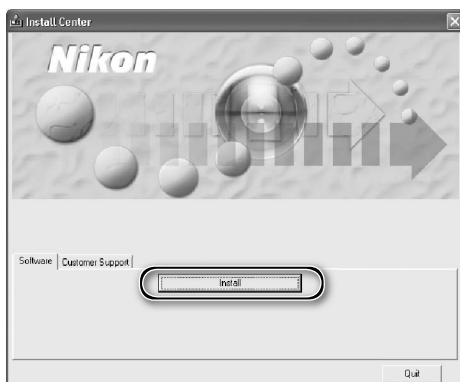 Install Center
Nikon
Software Customer Support
Install
Quit